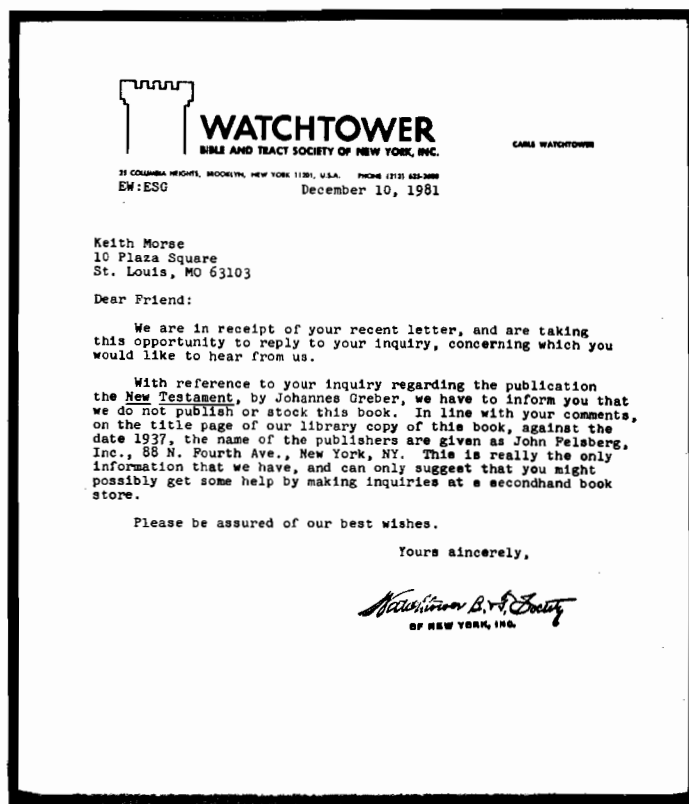 WATCHTOWER
BIBLE AND TRACT SOCIETY OF NEW YORK, INC.
CABLE WATCHTOWER
25 COLUMBIA HEIGHTS, BROOKLYN, NEW YORK 11201, U.S.A. PHONE (212) 625-3600
EW:ESG December 10, 1981
Keith Morse
10 Plaza Square
St. Louis, MO 63103
Dear Friend:
We are in receipt of your recent letter, and are taking
this opportunity to reply to your inquiry, concerning which you
would like to hear from us.
With reference to your inquiry regarding the publication
the New Testament, by Johannes Greber, we have to inform you that
we do not publish or stock this book. In line with your comments,
on the title page of our library copy of this book, against the
date 1937, the name of the publishers are given as John Felsberg,
Inc., 88 N. Fourth Ave., New York, NY. This is really the only
information that we have, and can only suggest that you might
possibly get some help by making inquiries at a secondhand book
store.
Please be assured of our best wishes.
Yours sincerely,
Watchtower B. & T. Society
OF NEW YORK, INC.